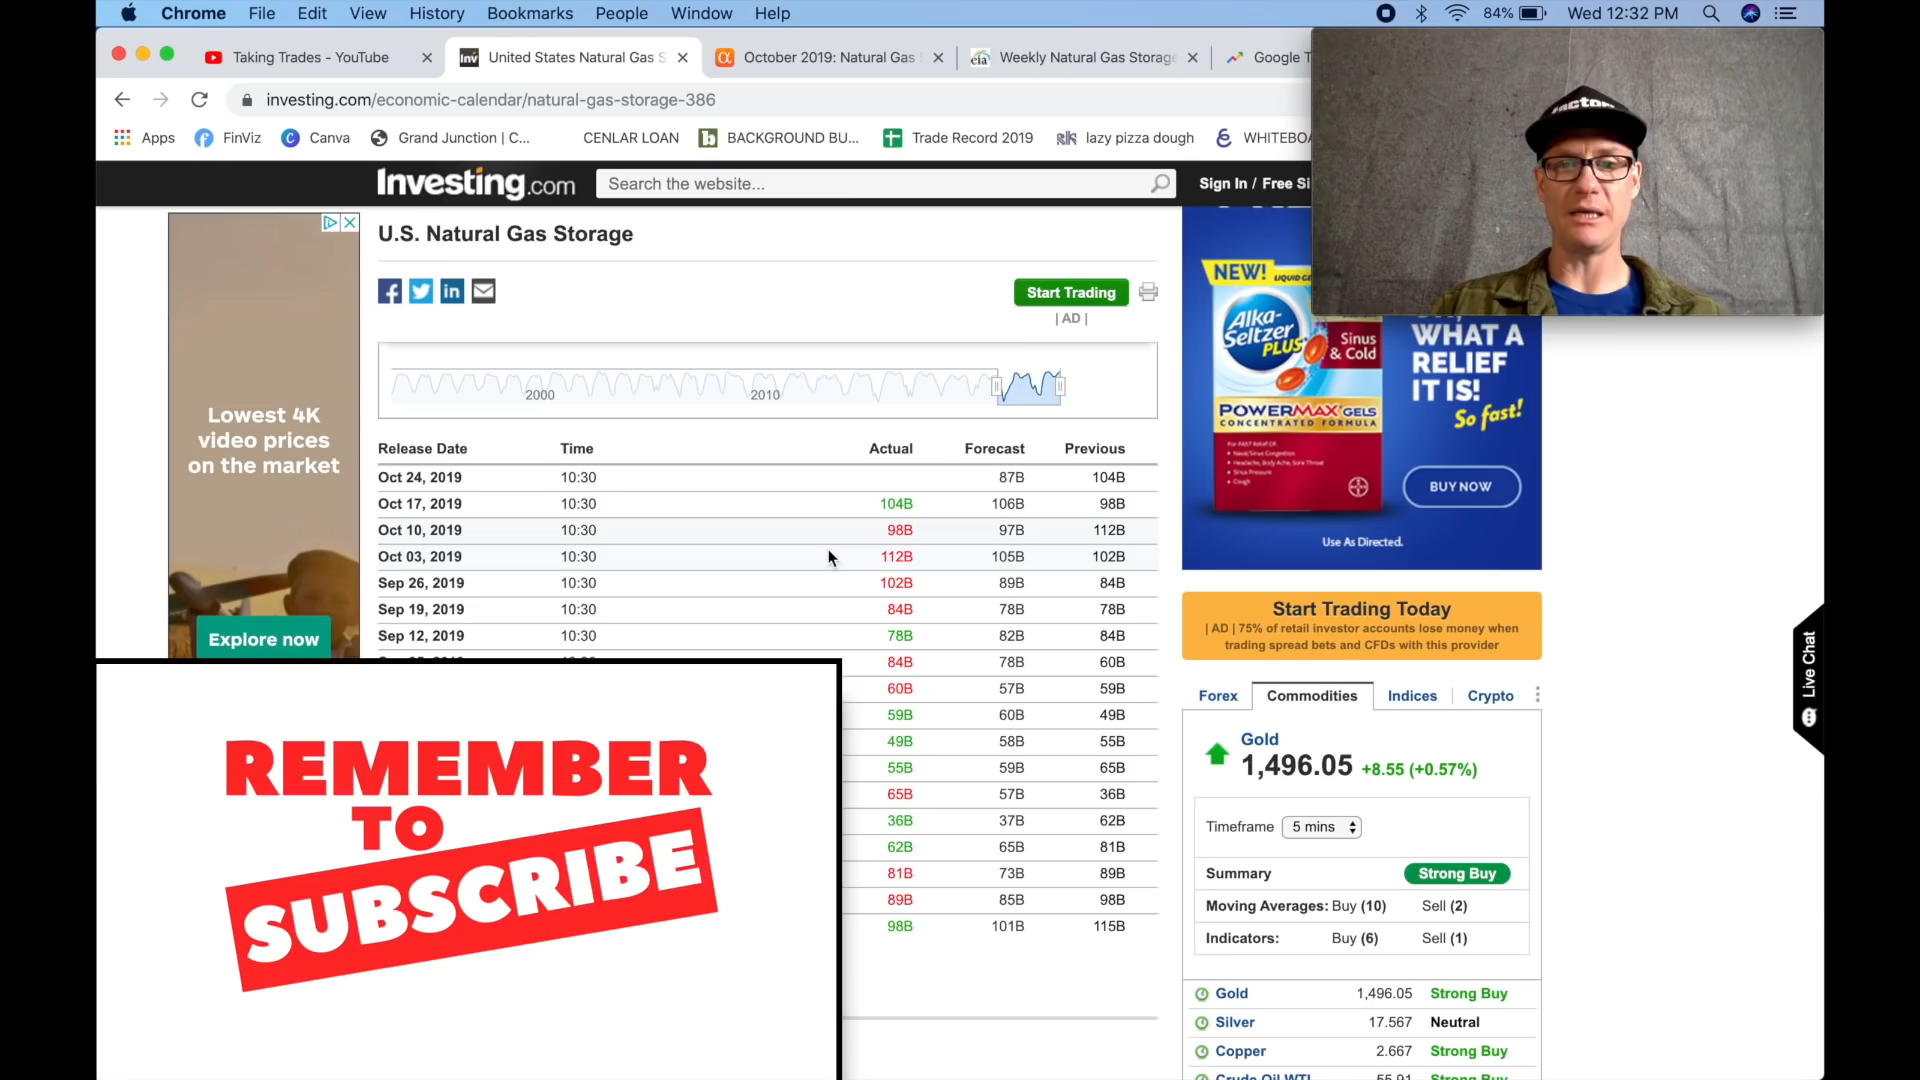 Chrome File Edit View History Bookmarks People Window Help 84% Wed 12:32 PM
Taking Trades - YouTube
United States Natural Gas S
October 2019: Natural Gas
Weekly Natural Gas Storage
Google T
investing.com/economic-calendar/natural-gas-storage-386
Apps FinViz Canva Grand Junction | C... CENLAR LOAN BACKGROUND BU... Trade Record 2019 lazy pizza dough WHITEBOA
Investing.com
Search the website...
Sign In / Free Si
U.S. Natural Gas Storage
Start Trading
| AD |
2000 2010
Release Date Time Actual Forecast Previous
Oct 24, 2019 10:30 87B 104B
Oct 17, 2019 10:30 104B 106B 98B
Oct 10, 2019 10:30 98B 97B 112B
Oct 03, 2019 10:30 112B 105B 102B
Sep 26, 2019 10:30 102B 89B 84B
Sep 19, 2019 10:30 84B 78B 78B
Sep 12, 2019 10:30 78B 82B 84B
84B 78B 60B
60B 57B 59B
59B 60B 49B
49B 58B 55B
55B 59B 65B
65B 57B 36B
36B 37B 62B
62B 65B 81B
81B 73B 89B
89B 85B 98B
98B 101B 115B
Lowest 4K
video prices
on the market
Explore now
REMEMBER
TO
SUBSCRIBE
NEW!
Alka-
Seltzer
PLUS
Sinus
& Cold
POWERMAX GELS
CONCENTRATED FORMULA
WHAT A
RELIEF
IT IS!
So fast!
BUY NOW
Use As Directed.
Start Trading Today
| AD | 75% of retail investor accounts lose money when
trading spread bets and CFDs with this provider
Forex Commodities Indices Crypto
Gold
1,496.05 +8.55 (+0.57%)
Timeframe 5 mins
Summary Strong Buy
Moving Averages: Buy (10) Sell (2)
Indicators: Buy (6) Sell (1)
Gold 1,496.05 Strong Buy
Silver 17.567 Neutral
Copper 2.667 Strong Buy
Crude Oil WTI 55.91 Strong Buy
Live Chat